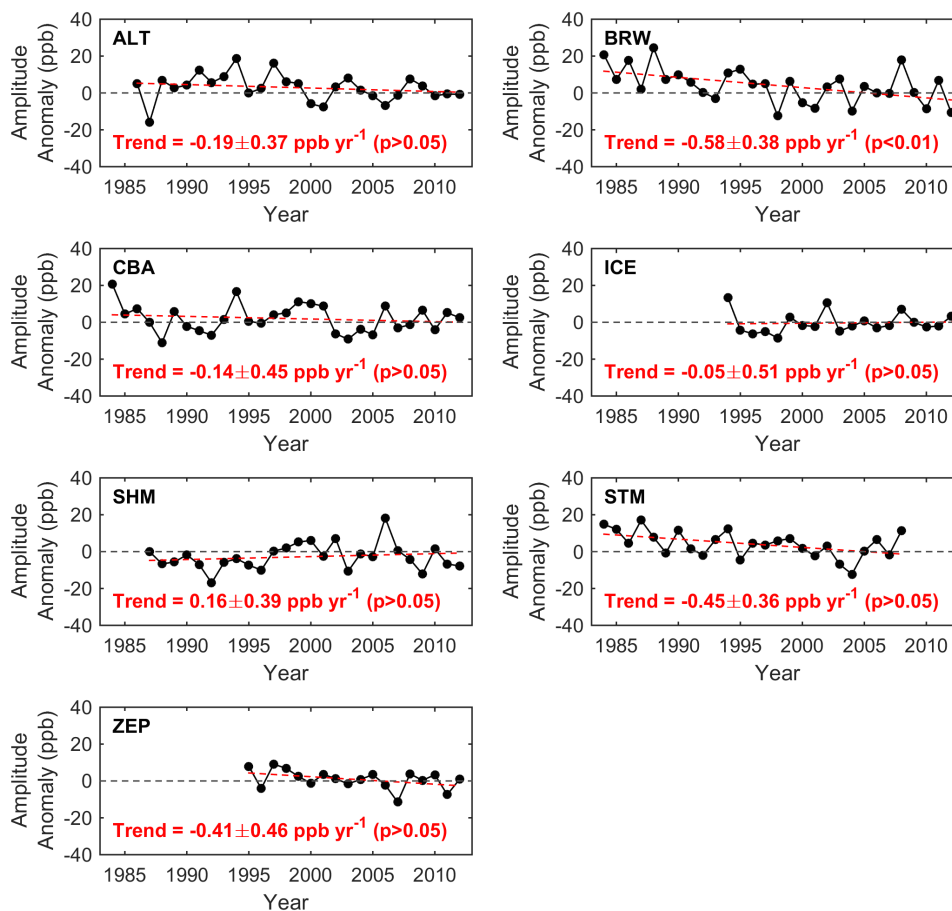 ALT
Amplitude
Anomaly (ppb)
40
20
0
-20
-40
Trend = -0.19±0.37 ppb yr⁻¹ (p>0.05)
1985 1990 1995 2000 2005 2010
Year
BRW
Amplitude
Anomaly (ppb)
40
20
0
-20
-40
Trend = -0.58±0.38 ppb yr⁻¹ (p<0.01)
1985 1990 1995 2000 2005 2010
Year
CBA
Amplitude
Anomaly (ppb)
40
20
0
-20
-40
Trend = -0.14±0.45 ppb yr⁻¹ (p>0.05)
1985 1990 1995 2000 2005 2010
Year
ICE
Amplitude
Anomaly (ppb)
40
20
0
-20
-40
Trend = -0.05±0.51 ppb yr⁻¹ (p>0.05)
1985 1990 1995 2000 2005 2010
Year
SHM
Amplitude
Anomaly (ppb)
40
20
0
-20
-40
Trend = 0.16±0.39 ppb yr⁻¹ (p>0.05)
1985 1990 1995 2000 2005 2010
Year
STM
Amplitude
Anomaly (ppb)
40
20
0
-20
-40
Trend = -0.45±0.36 ppb yr⁻¹ (p>0.05)
1985 1990 1995 2000 2005 2010
Year
ZEP
Amplitude
Anomaly (ppb)
40
20
0
-20
-40
Trend = -0.41±0.46 ppb yr⁻¹ (p>0.05)
1985 1990 1995 2000 2005 2010
Year